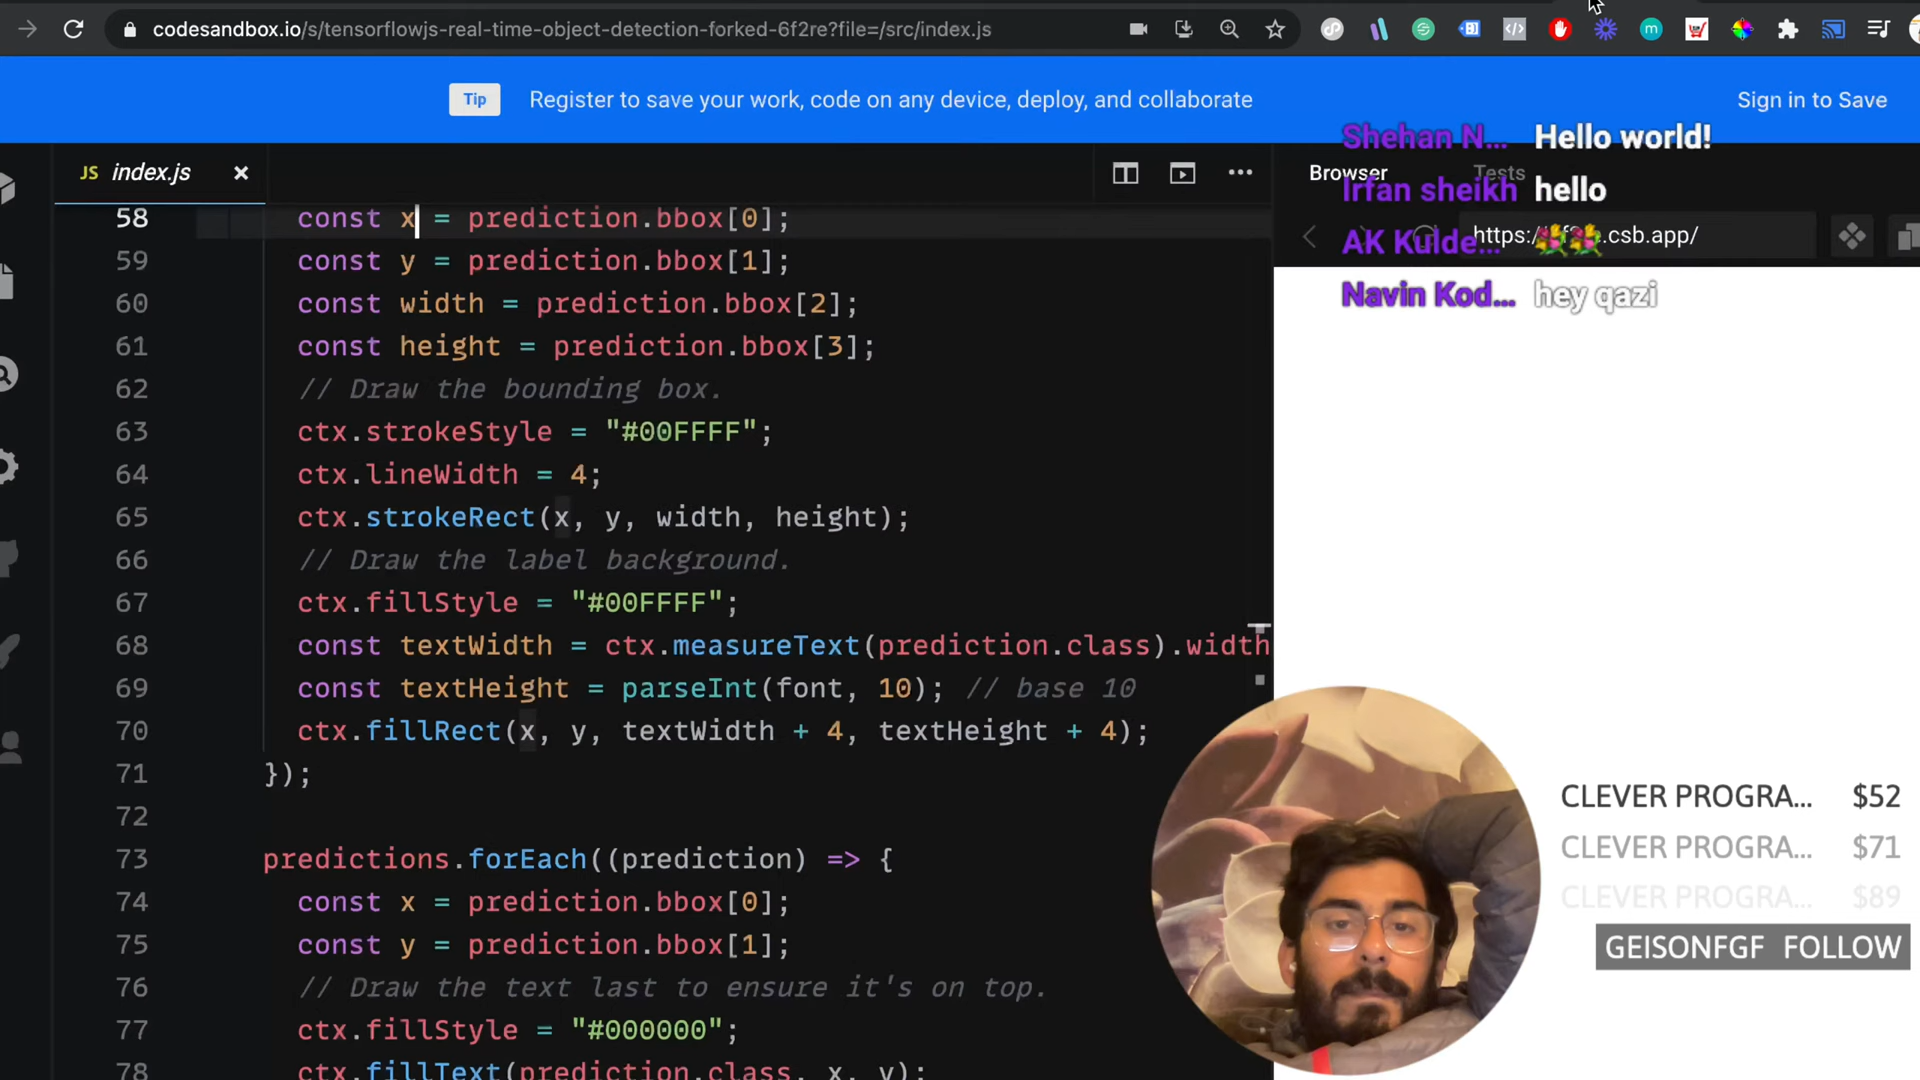 codesandbox.io/s/tensorflowjs-real-time-object-detection-forked-6f2re?file=/src/index.js
Tip Register to save your work, code on any device, deploy, and collaborate Sign in to Save
Shehan N... Hello world!
JS index.js
Browser Tests
Irfan sheikh hello
https:// .csb.app/
AK Kulde... 💐💐
Navin Kod... hey qazi
58 const x = prediction.bbox[0];
59 const y = prediction.bbox[1];
60 const width = prediction.bbox[2];
61 const height = prediction.bbox[3];
62 // Draw the bounding box.
63 ctx.strokeStyle = "#00FFFF";
64 ctx.lineWidth = 4;
65 ctx.strokeRect(x, y, width, height);
66 // Draw the label background.
67 ctx.fillStyle = "#00FFFF";
68 const textWidth = ctx.measureText(prediction.class).width
69 const textHeight = parseInt(font, 10); // base 10
70 ctx.fillRect(x, y, textWidth + 4, textHeight + 4);
71 });
72
73 predictions.forEach((prediction) => {
74 const x = prediction.bbox[0];
75 const y = prediction.bbox[1];
76 // Draw the text last to ensure it's on top.
77 ctx.fillStyle = "#000000";
78 ctx.fillText(prediction.class, x, y);
CLEVER PROGRA... $52
CLEVER PROGRA... $71
CLEVER PROGRA... $89
GEISONFGF FOLLOW